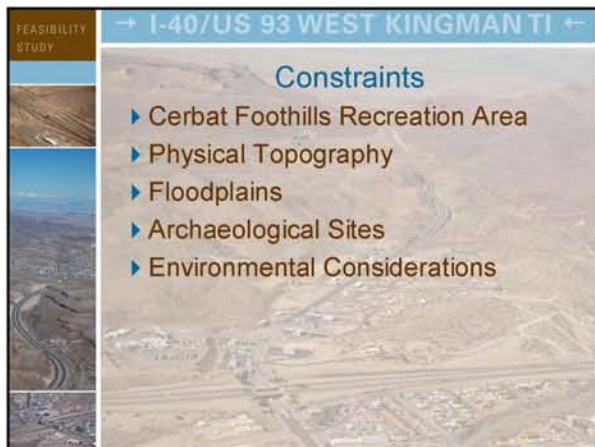 FEASIBILITY
STUDY
→ I-40/US 93 WEST KINGMAN TI ←
Constraints
Cerbat Foothills Recreation Area
Physical Topography
Floodplains
Archaeological Sites
Environmental Considerations